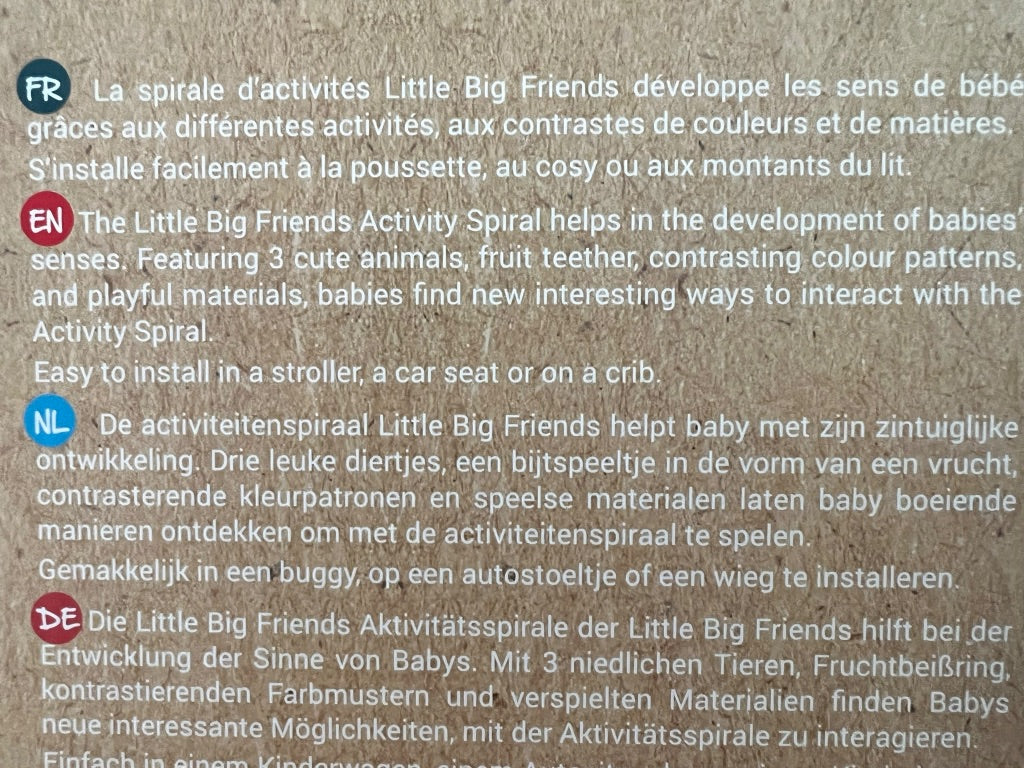 FR La spirale d'activités Little Big Friends développe les sens de bébé
grâces aux différentes activités, aux contrastes de couleurs et de matières.
S'installe facilement à la poussette, au cosy ou aux montants du lit.
EN The Little Big Friends Activity Spiral helps in the development of babies'
senses. Featuring 3 cute animals, fruit teether, contrasting colour patterns,
and playful materials, babies find new interesting ways to interact with the
Activity Spiral.
Easy to install in a stroller, a car seat or on a crib.
NL De activiteitenspiraal Little Big Friends helpt baby met zijn zintuiglijke
ontwikkeling. Drie leuke diertjes, een bijtspeeltje in de vorm van een vrucht,
contrasterende kleurpatronen en speelse materialen laten baby boeiende
manieren ontdekken om met de activiteitenspiraal te spelen.
Gemakkelijk in een buggy, op een autostoeltje of een wieg te installeren.
DE Die Little Big Friends Aktivitätsspirale der Little Big Friends hilft bei der
Entwicklung der Sinne von Babys. Mit 3 niedlichen Tieren, Fruchtbeißring,
kontrastierenden Farbmustern und verspielten Materialien finden Babys
neue interessante Möglichkeiten, mit der Aktivitätsspirale zu interagieren.
Einfach in einem Kinderwagen, einem